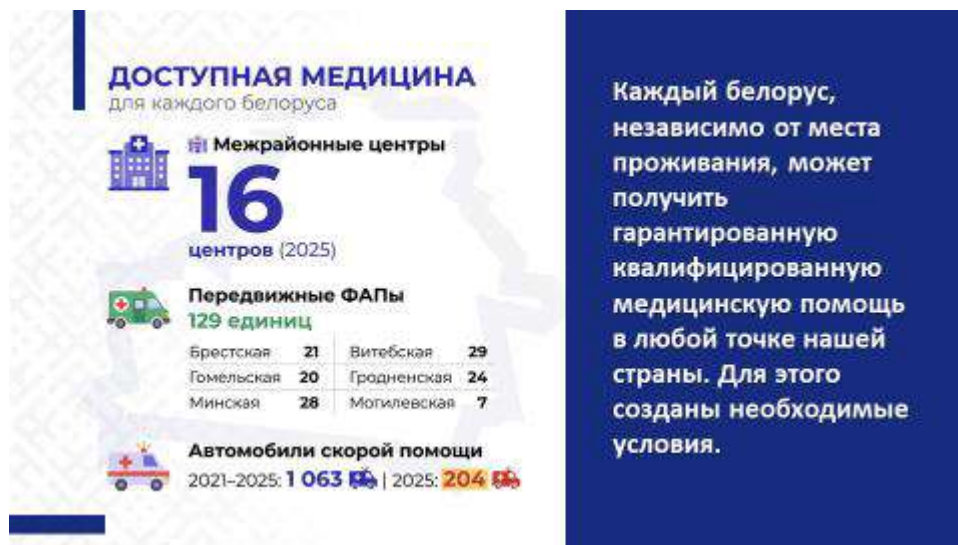 ДОСТУПНАЯ МЕДИЦИНА
для каждого белоруса
Межрайонные центры
16
центров (2025)
Передвижные ФАПы
129 единиц
Брестская 21 Витебская 29
Гомельская 20 Гродненская 24
Минская 28 Могилевская 7
Автомобили скорой помощи
2021–2025: 1 063 | 2025: 204
Каждый белорус,
независимо от места
проживания, может
получить
гарантированную
квалифицированную
медицинскую помощь
в любой точке нашей
страны. Для этого
созданы необходимые
условия.